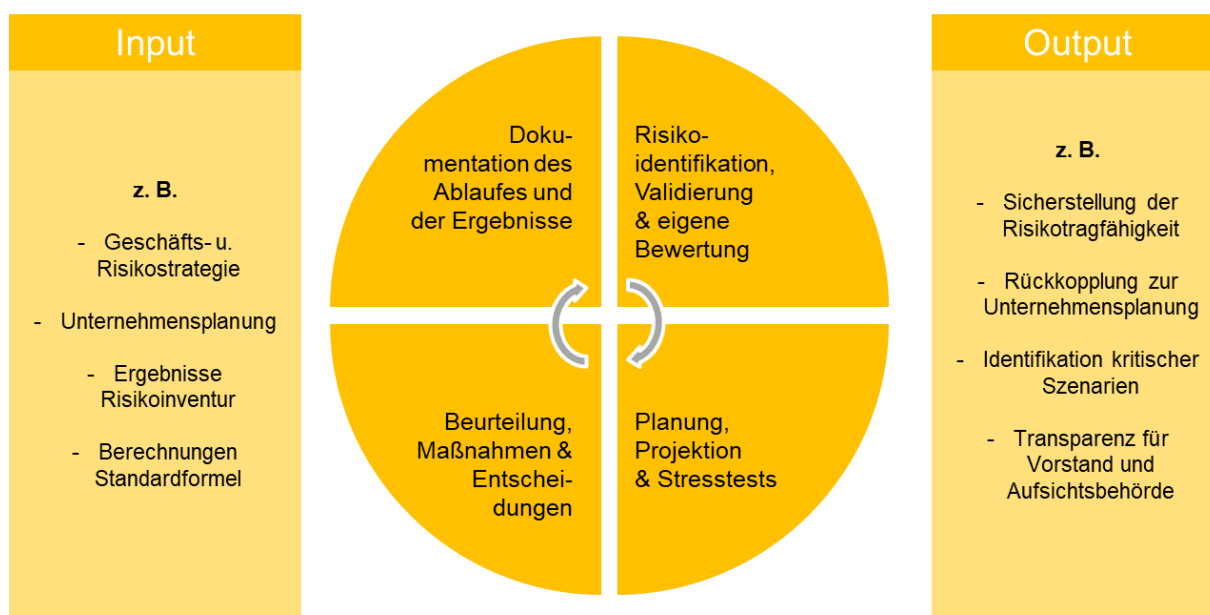 Input
z. B.
- Geschäfts- u.
Risikostrategie
- Unternehmensplanung
- Ergebnisse
Risikoinventur
- Berechnungen
Standardformel
Doku-
mentation des
Ablaufes und
der Ergebnisse
Risiko-
identifikation,
Validierung
& eigene
Bewertung
Beurteilung,
Maßnahmen &
Entschei-
dungen
Planung,
Projektion
& Stresstests
Output
z. B.
- Sicherstellung der
Risikotragfähigkeit
- Rückkopplung zur
Unternehmensplanung
- Identifikation kritischer
Szenarien
- Transparenz für
Vorstand und
Aufsichtsbehörde